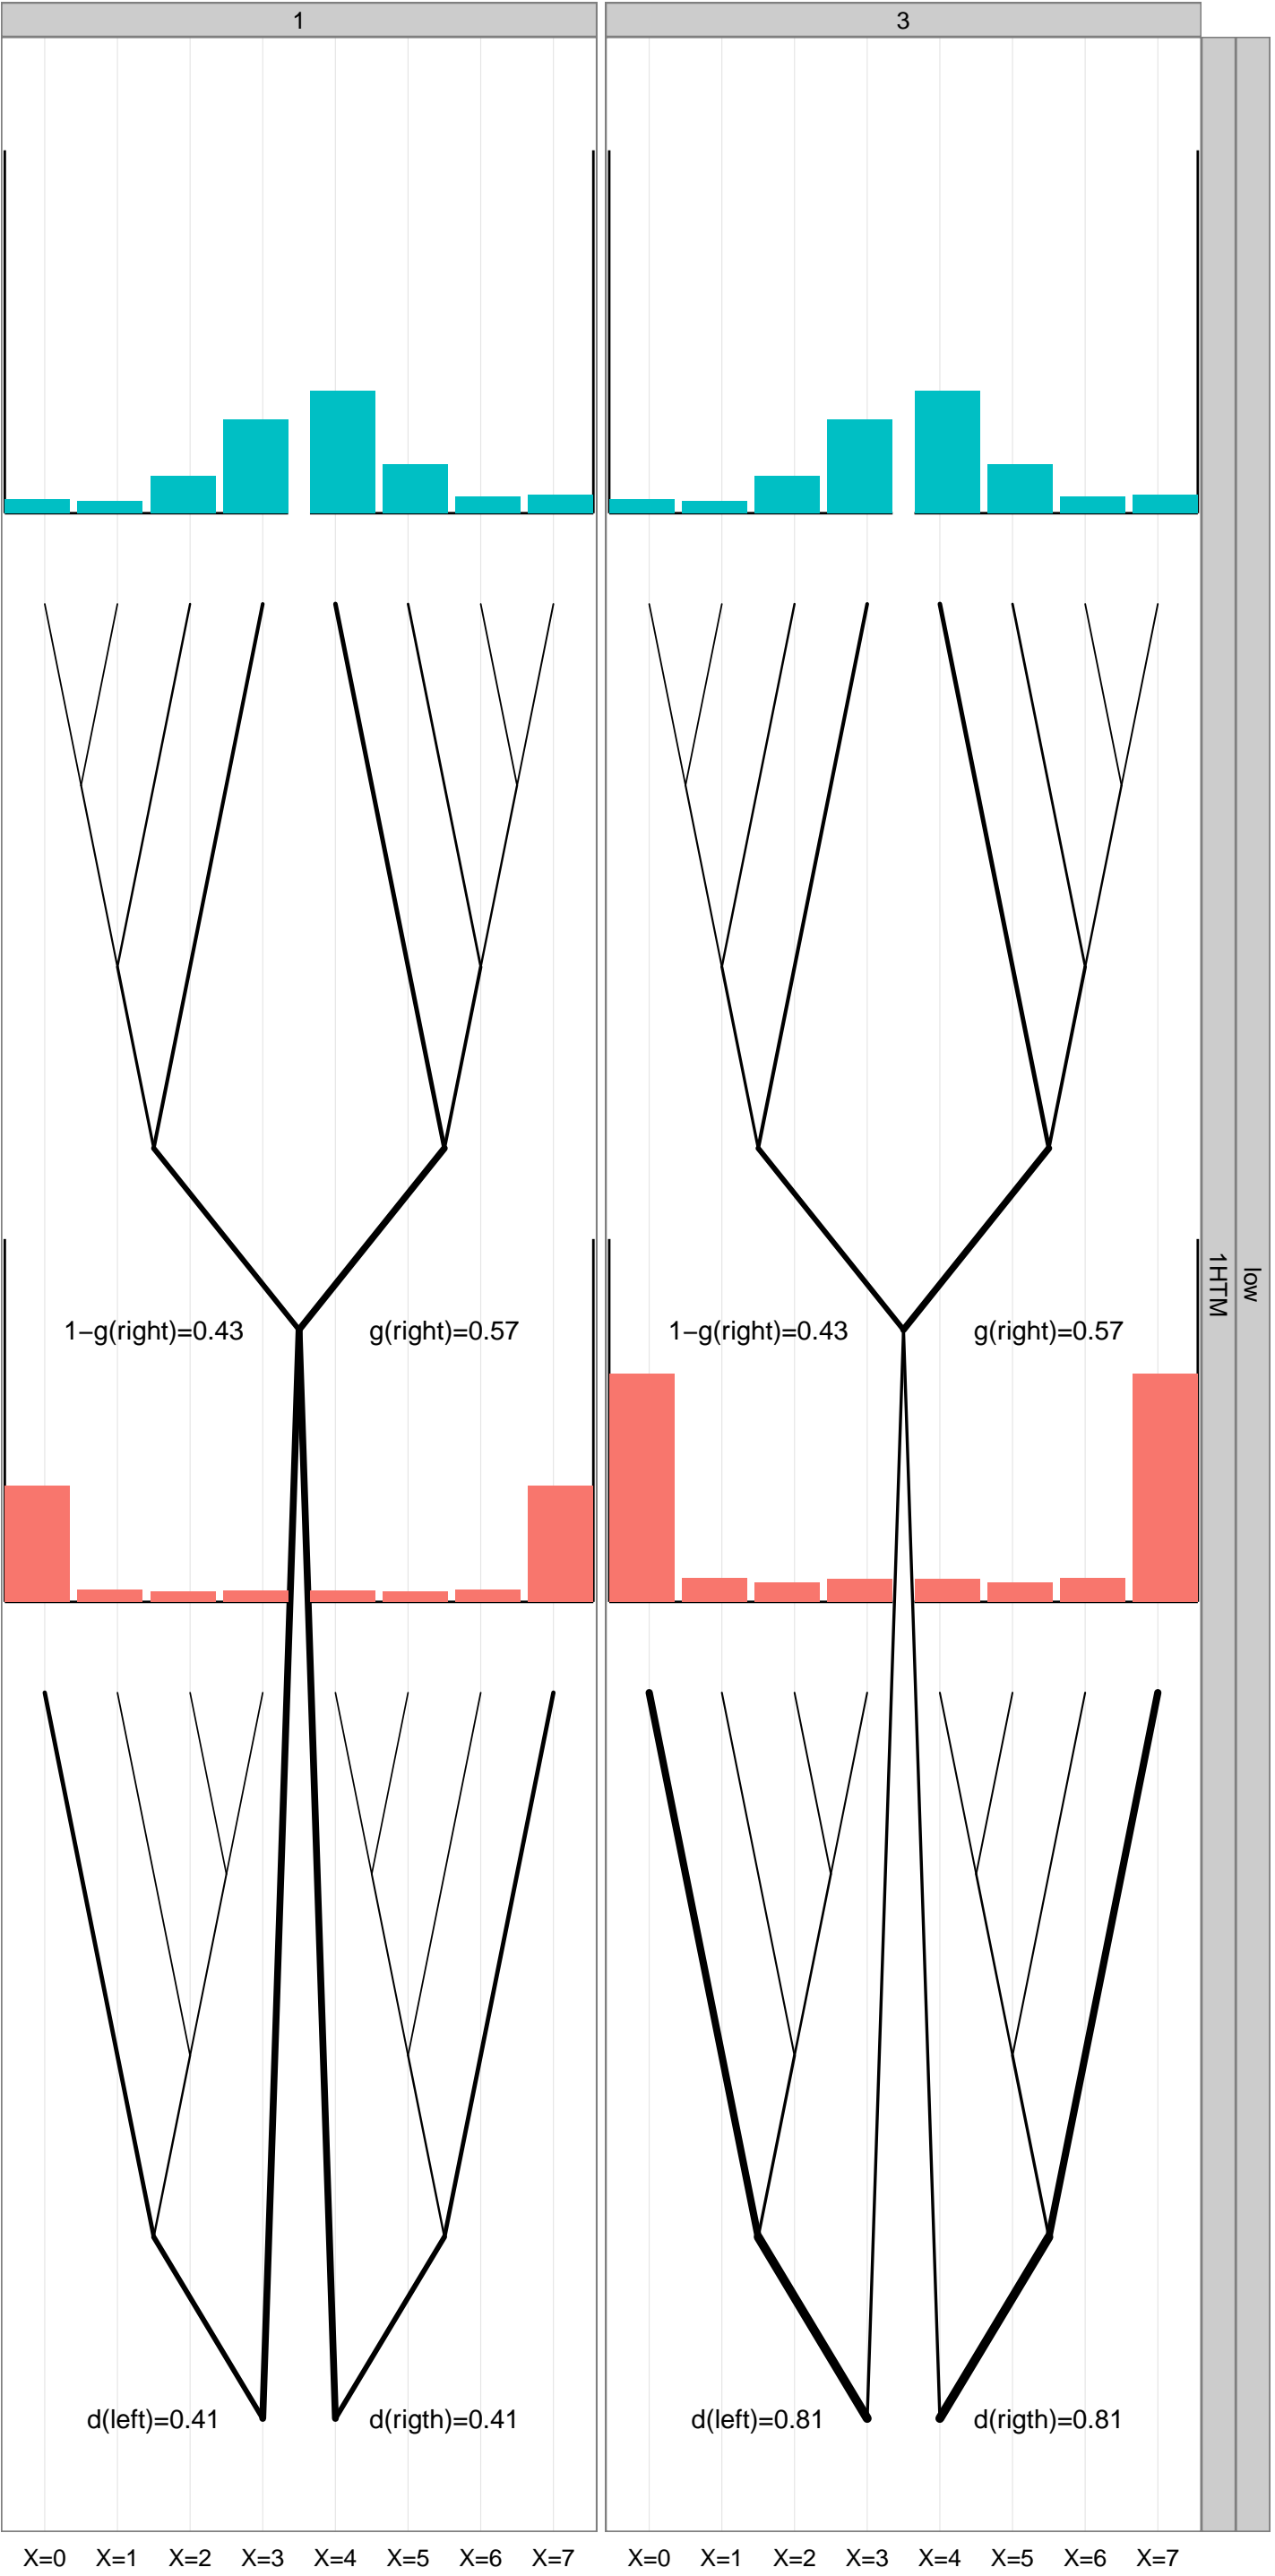 1 3
low
1HTM
1−g(right)=0.43 g(right)=0.57 1−g(right)=0.43 g(right)=0.57
d(left)=0.41 d(rigth)=0.41 d(left)=0.81 d(rigth)=0.81
X=0 X=1 X=2 X=3 X=4 X=5 X=6 X=7 X=0 X=1 X=2 X=3 X=4 X=5 X=6 X=7